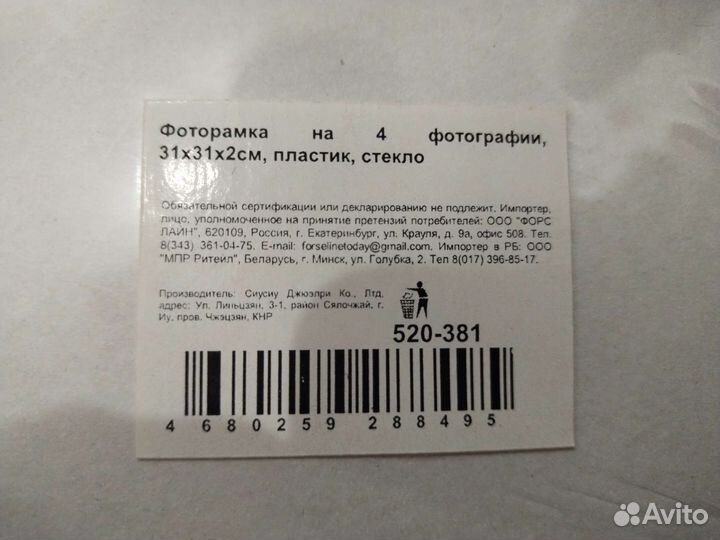 Фоторамка на 4 фотографии,
31х31х2см, пластик, стекло
Обязательной сертификации или декларированию не подлежит. Импортер,
лицо, уполномоченное на принятие претензий потребителей: ООО "ФОРС
ЛАЙН", 620109, Россия, г. Екатеринбург, ул. Крауля, д. 9а, офис 508. Тел.
8(343) 361-04-75. E-mail: forselinetoday@gmail.com. Импортер в РБ: ООО
"МПР Ритейл", Беларусь, г. Минск, ул. Голубка, 2. Тел 8(017) 396-85-17.
Производитель: Сиусиу Джюэлри Ко., Лтд,
адрес: Ул. Линьцзян, 3-1, район Сялочжай, г.
Иу, пров. Чжэцзян, КНР
520-381
4 680259 288495
Avito